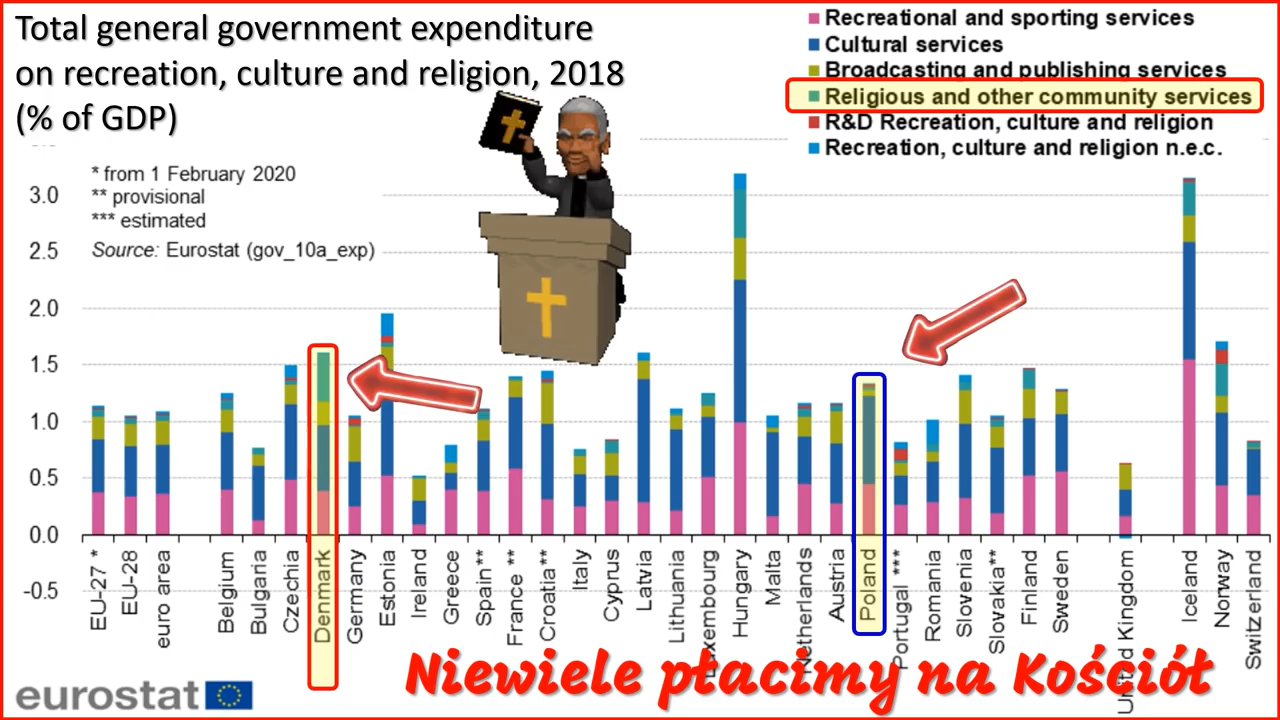 Total general government expenditure
on recreation, culture and religion, 2018
(% of GDP)
Recreational and sporting services
Cultural services
Broadcasting and publishing services
Religious and other community services
R&D Recreation, culture and religion
Recreation, culture and religion n.e.c.
* from 1 February 2020
** provisional
*** estimated
Source: Eurostat (gov_10a_exp)
3.0
2.5
2.0
1.5
1.0
0.5
0.0
-0.5
EU-27 *
EU-28
euro area
Belgium
Bulgaria
Czechia
Denmark
Germany
Estonia
Ireland
Greece
Spain**
France **
Croatia**
Italy
Cyprus
Latvia
Lithuania
Luxembourg
Hungary
Malta
Netherlands
Austria
Poland
Portugal ***
Romania
Slovenia
Slovakia**
Finland
Sweden
United Kingdom
Iceland
Norway
Switzerland
Niewiele płacimy na Kościół
eurostat